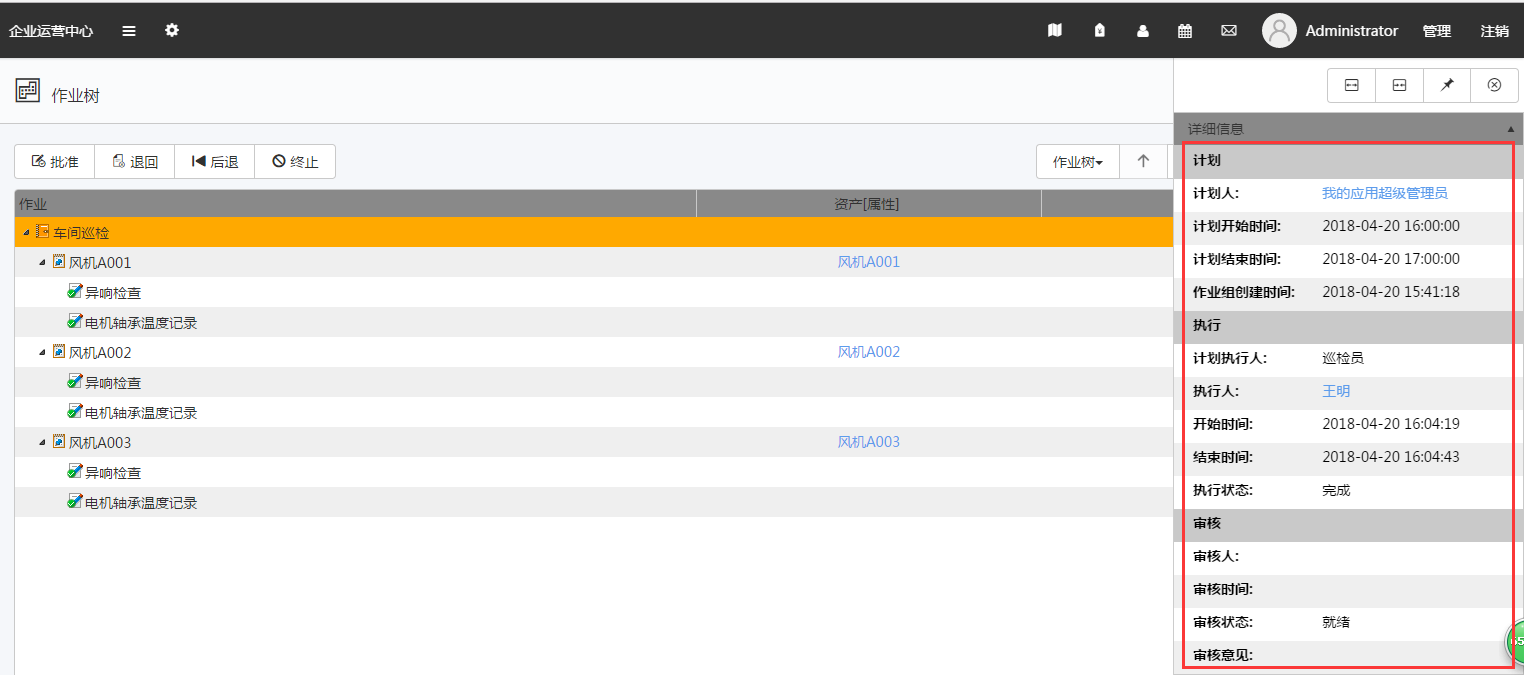 企业运营中心 Administrator 管理 注销
作业树
批准 退回 后退 终止 作业树
作业 资产[属性]
车间巡检
风机A001 风机A001
异响检查
电机轴承温度记录
风机A002 风机A002
异响检查
电机轴承温度记录
风机A003 风机A003
异响检查
电机轴承温度记录
详细信息
计划
计划人: 我的应用超级管理员
计划开始时间: 2018-04-20 16:00:00
计划结束时间: 2018-04-20 17:00:00
作业组创建时间: 2018-04-20 15:41:18
执行
计划执行人: 巡检员
执行人: 王明
开始时间: 2018-04-20 16:04:19
结束时间: 2018-04-20 16:04:43
执行状态: 完成
审核
审核人:
审核时间:
审核状态: 就绪
审核意见: